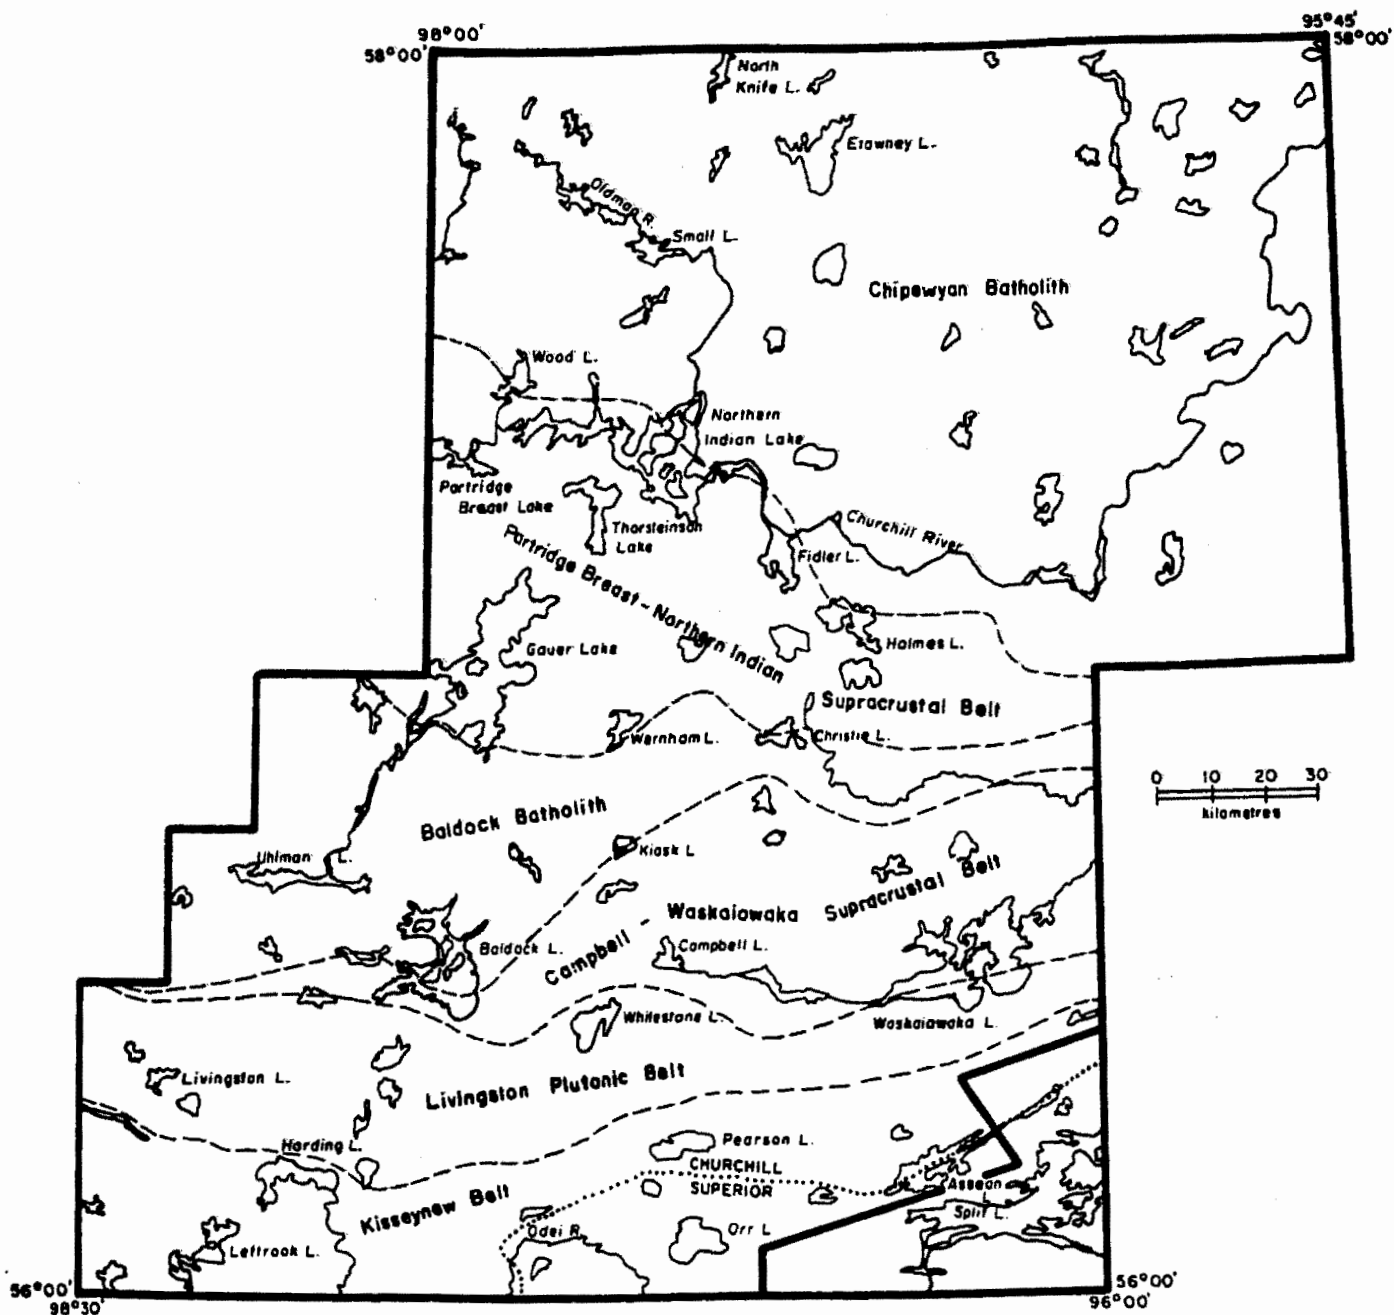 98°00'
95°45'
58°00'
58°00'
North
Knife L.
Etawney L.
Oldman R.
Small L.
Chipewyan Batholith
Wood L.
Northern
Indian Lake
Partridge
Breast Lake
Thorsteinson
Lake
Churchill River
Fidler L.
Partridge Breast - Northern Indian
Gauer Lake
Holmes L.
Supracrustal Belt
Wernham L.
Christie L.
0 10 20 30
kilometres
Baldock Batholith
Uhlman L.
Kiask L
Waskaiowaka Supracrustal Belt
Campbell -
Baldock L.
Campbell L.
Whitestone L.
Waskaiowaka L.
Livingston L.
Livingston Plutonic Belt
Harding L.
Pearson L.
CHURCHILL
SUPERIOR
Assean
L
Kisseynew Belt
Split L.
Odei R.
Orr L
Leftrook L.
56°00'
98°30'
56°00'
96°00'